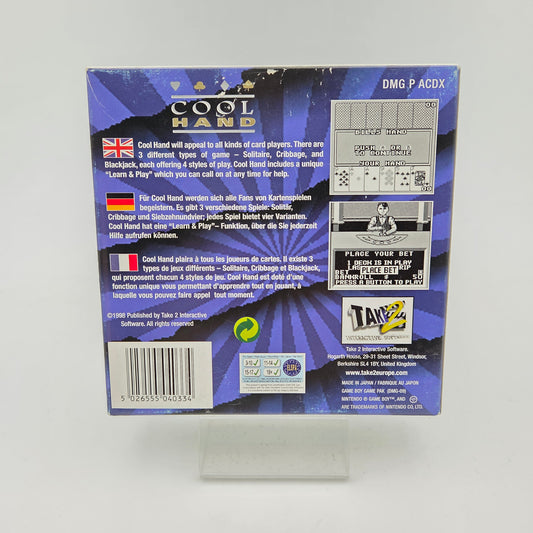 DMG P ACDX
COOL
HAND
Cool Hand will appeal to all kinds of card players. There are
3 different types of game – Solitaire, Cribbage, and
Blackjack, each offering 4 styles of play. Cool Hand includes a unique
"Learn & Play" which you can call on at any time for help.
Für Cool Hand werden sich alle Fans von Kartenspielen
begeistern. Es gibt 3 verschiedene Spiele: Solitär,
Cribbage und Siebzehnundvier; jedes Spiel bietet vier Varianten.
Cool Hand hat eine "Learn & Play"– Funktion, über die Sie jederzeit
Hilfe aufrufen können.
Cool Hand plaira à tous les joueurs de cartes. Il existe 3
types de jeux différents – Solitaire, Cribbage et Blackjack,
qui proposent chacun 4 styles de jeu. Cool Hand est doté d'une
fonction unique vous permettant d'apprendre tout en jouant, à
laquelle vous pouvez faire appel tout moment.
©1998 Published by Take 2 Interactive
Software. All rights reserved
5 026555 040334
00
BILLS HAND
PUSH ← OR ↓
TO CONTINUE
YOUR HAND
00
PLACE YOUR BET
1 DECK IS IN PLAY
LAS
RIP
PLACE BET
BET
BANKROLL $ 50
PRESS A BUTTON TO PLAY
TAKE 2
INTERACTIVE SOFTWARE
Take 2 Interactive Software.
Hogarth House, 29-31 Sheet Street, Windsor,
Berkshire SL4 1BY, United Kingdom
www.take2europe.com
MADE IN JAPAN / FABRIQUE AU JAPON
GAME BOY GAME PAK (DMG-09)
NINTENDO ® GAME BOY™, AND
ARE TRADEMARKS OF NINTENDO CO, LTD.